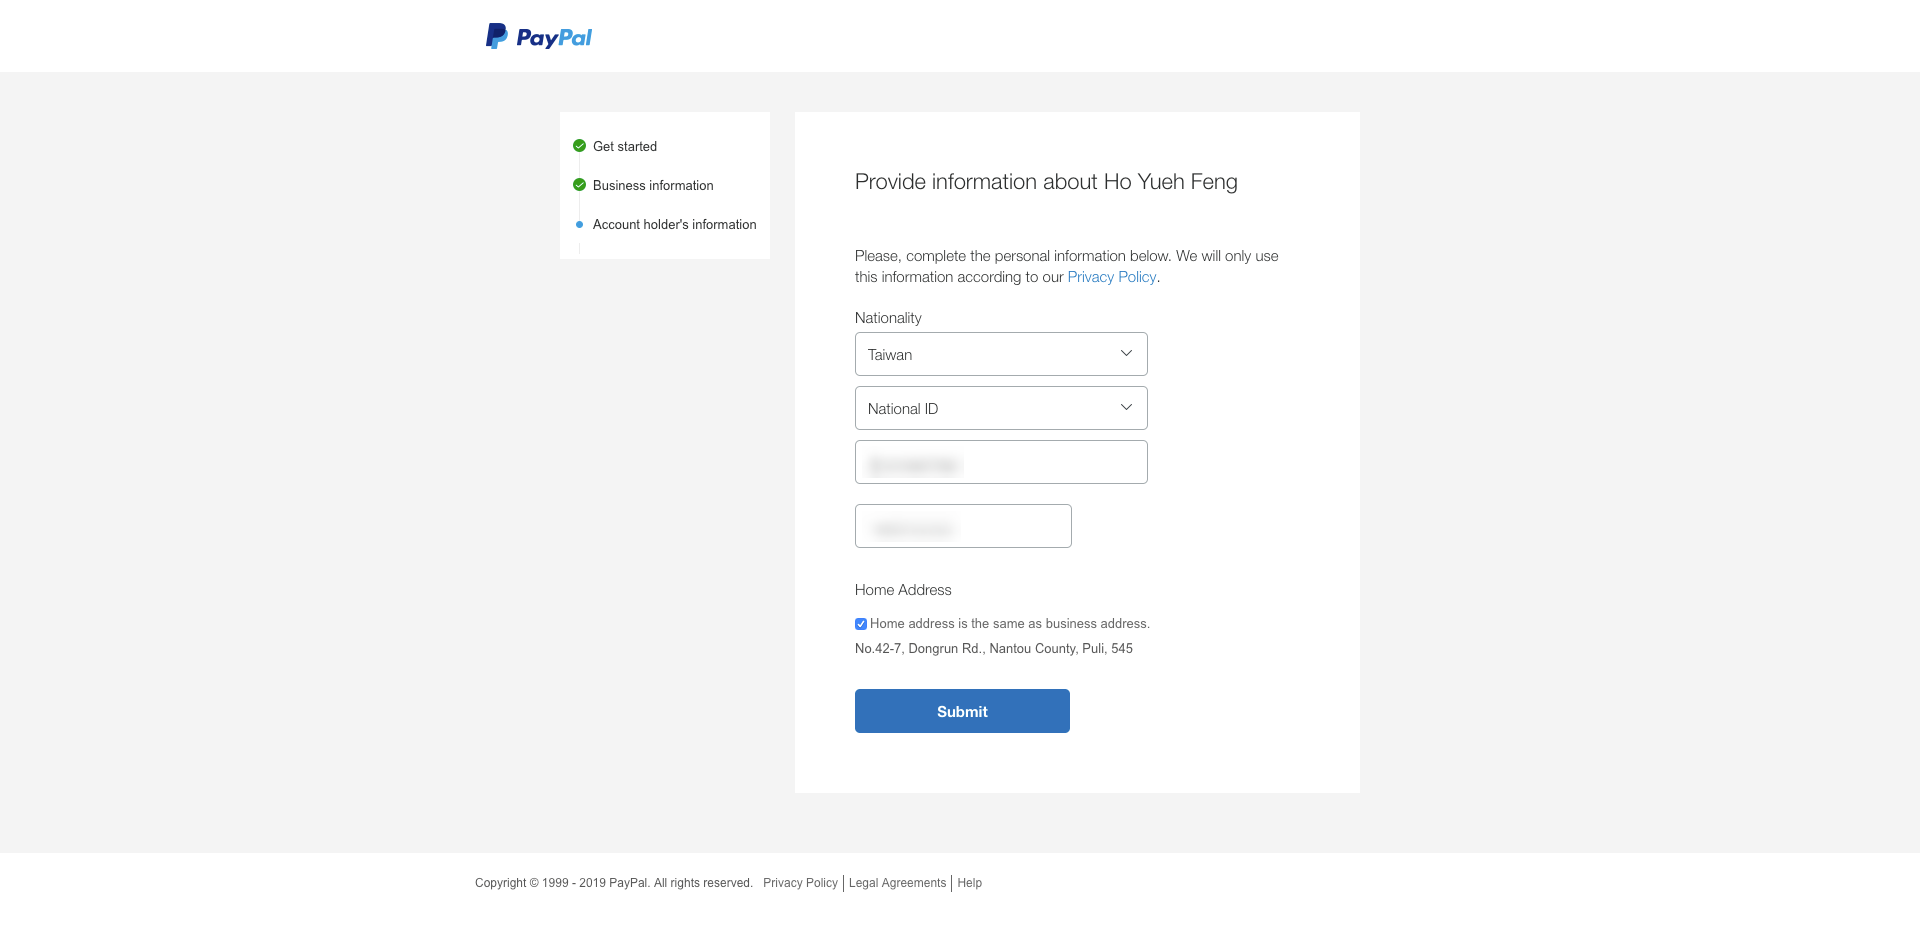 PayPal
Get started
Business information
Account holder's information
Provide information about Ho Yueh Feng
Please, complete the personal information below. We will only use
this information according to our Privacy Policy.
Nationality
Taiwan
National ID
Home Address
Home address is the same as business address.
No.42-7, Dongrun Rd., Nantou County, Puli, 545
Submit
Copyright © 1999 - 2019 PayPal. All rights reserved. Privacy Policy | Legal Agreements | Help